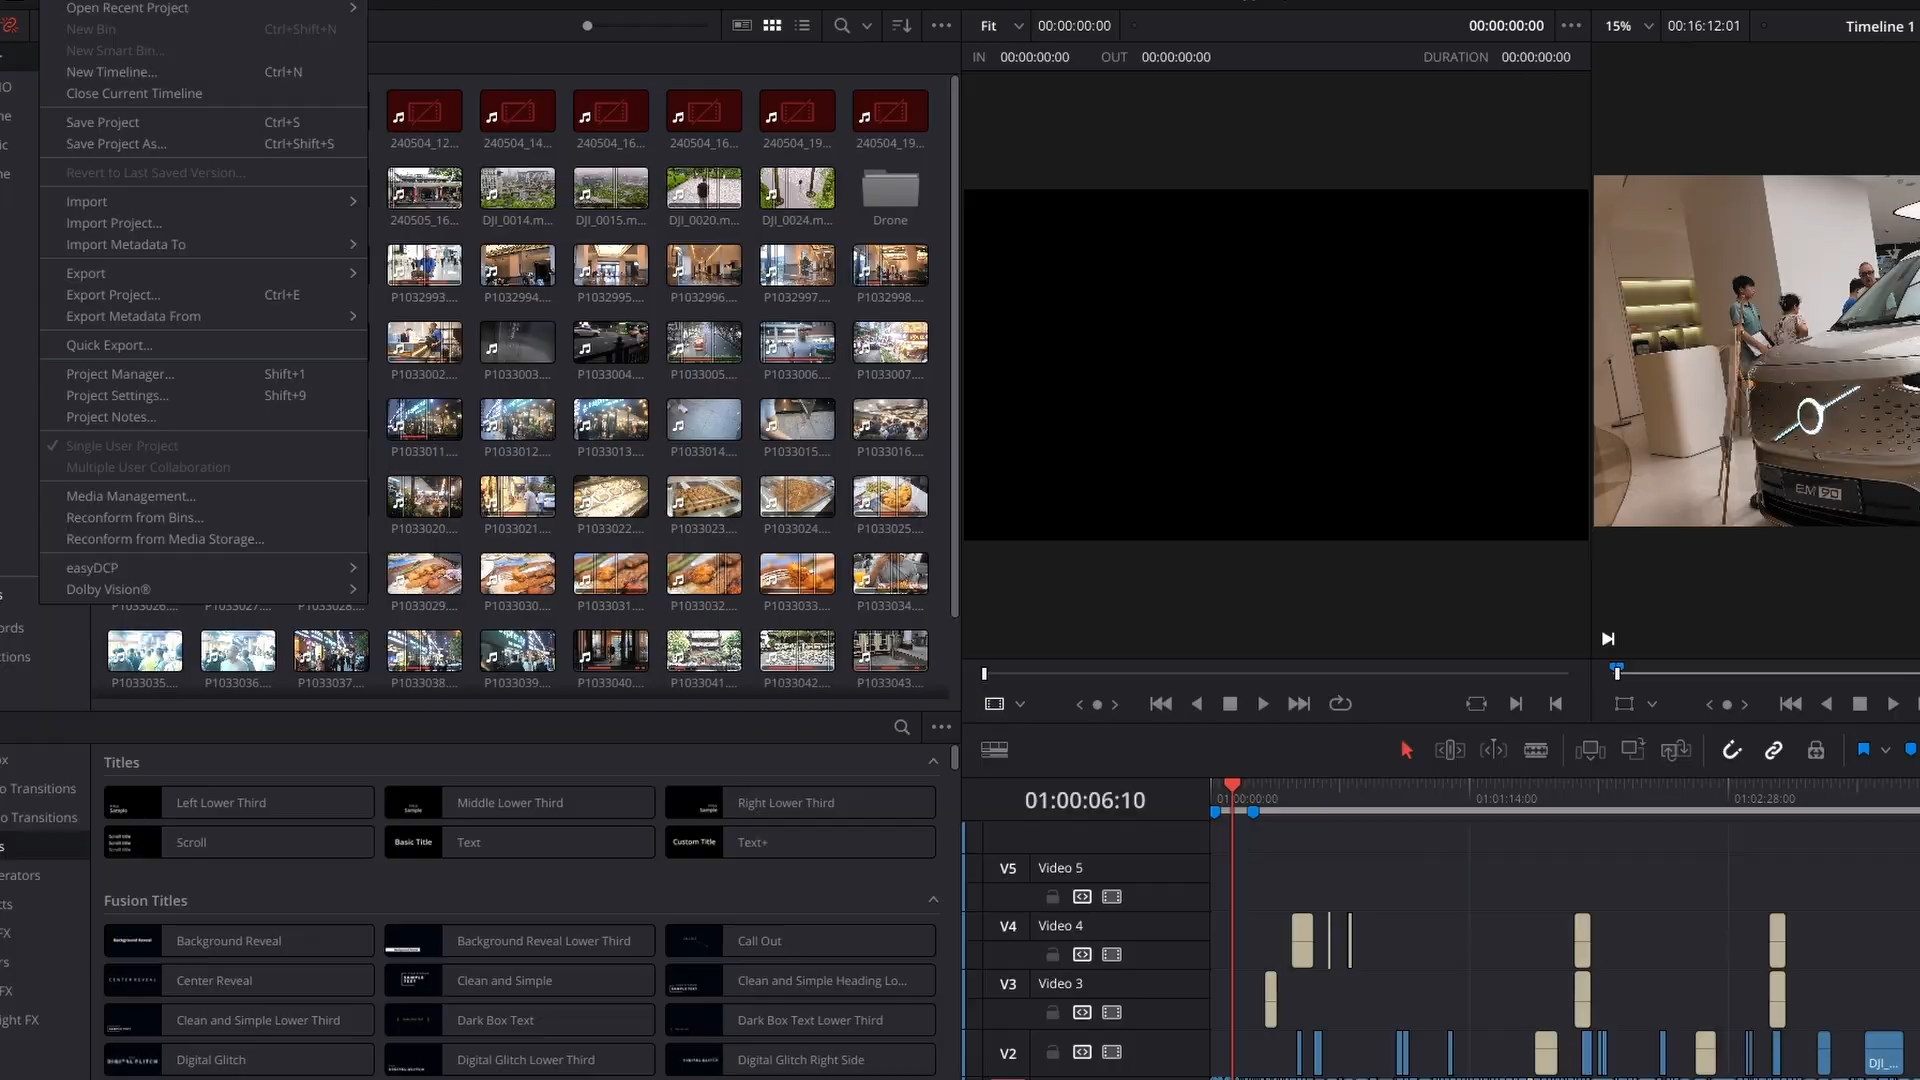 Open Recent Project
New Bin Ctrl+Shift+N
New Smart Bin...
New Timeline... Ctrl+N
Close Current Timeline
Save Project Ctrl+S
Save Project As... Ctrl+Shift+S
Revert to Last Saved Version...
Import
Import Project...
Import Metadata To
Export
Export Project... Ctrl+E
Export Metadata From
Quick Export...
Project Manager... Shift+1
Project Settings... Shift+9
Project Notes...
Single User Project
Multiple User Collaboration
Media Management...
Reconform from Bins...
Reconform from Media Storage...
easyDCP
Dolby Vision®
Fit 00:00:00:00 00:00:00:00 15% 00:16:12:01 Timeline 1
IN 00:00:00:00 OUT 00:00:00:00 DURATION 00:00:00:00
240504_12... 240504_14... 240504_16... 240504_16... 240504_19... 240504_19...
240505_16... DJI_0014.m... DJI_0015.m... DJI_0020.m... DJI_0024.m... Drone
P1032993.... P1032994.... P1032995.... P1032996.... P1032997.... P1032998....
P1033002.... P1033003.... P1033004.... P1033005.... P1033006.... P1033007....
P1033011.... P1033012.... P1033013.... P1033014.... P1033015.... P1033016....
P1033020.... P1033021.... P1033022.... P1033023.... P1033024.... P1033025....
P1033026.... P1033027.... P1033028.... P1033029.... P1033030.... P1033031.... P1033032.... P1033033.... P1033034....
P1033035.... P1033036.... P1033037.... P1033038.... P1033039.... P1033040.... P1033041.... P1033042.... P1033043....
EM 90
ords
tions
o Transitions
o Transitions
erators
cts
FX
rs
FX
ight FX
Titles
Left Lower Third Middle Lower Third Right Lower Third
Scroll Basic Title Text Custom Title Text+
Fusion Titles
Background Reveal Background Reveal Lower Third Call Out
Center Reveal Clean and Simple Clean and Simple Heading Lo...
Clean and Simple Lower Third Dark Box Text Dark Box Text Lower Third
Digital Glitch Digital Glitch Lower Third Digital Glitch Right Side
01:00:06:10
01:00:00:00 01:01:14:00 01:02:28:00
V5 Video 5
V4 Video 4
V3 Video 3
V2
DJI_...